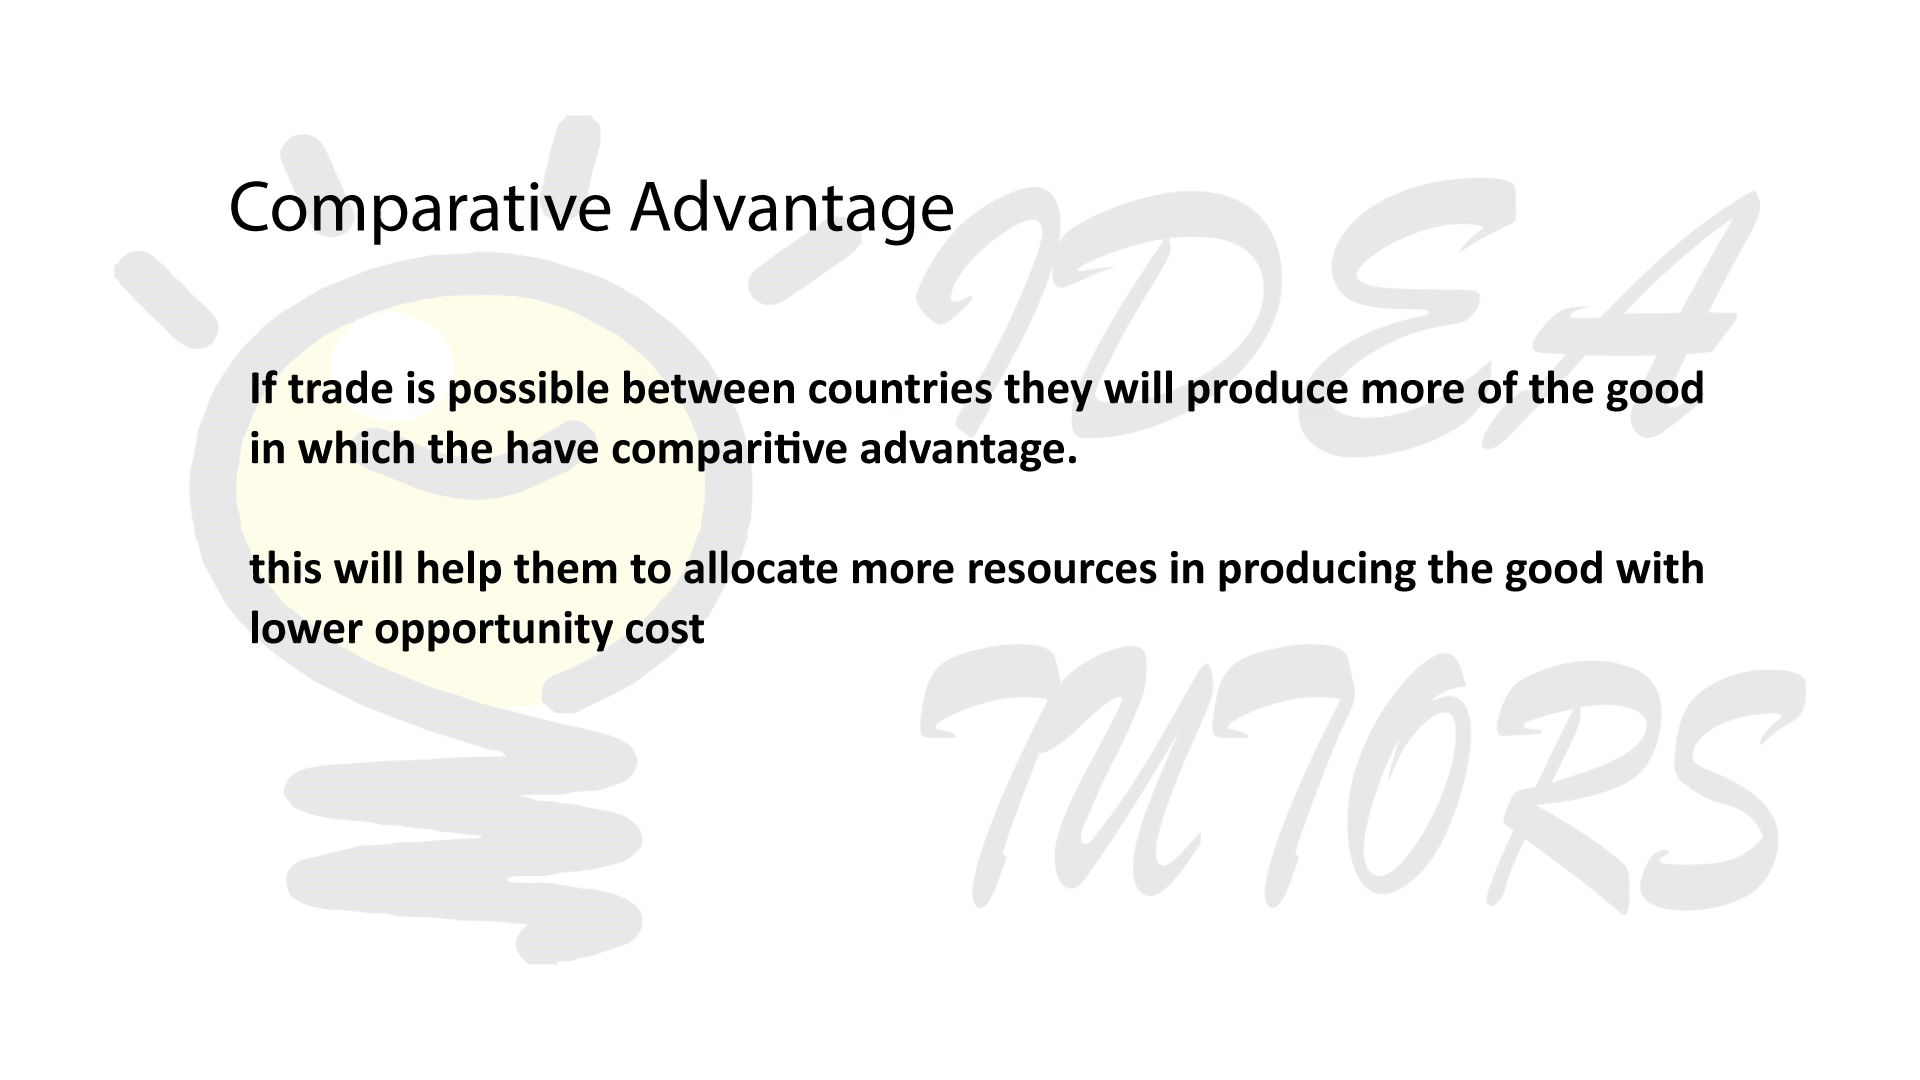 Comparative Advantage
IDEA
If trade is possible between countries they will produce more of the good
in which the have comparitive advantage.
this will help them to allocate more resources in producing the good with
lower opportunity cost
TUTORS